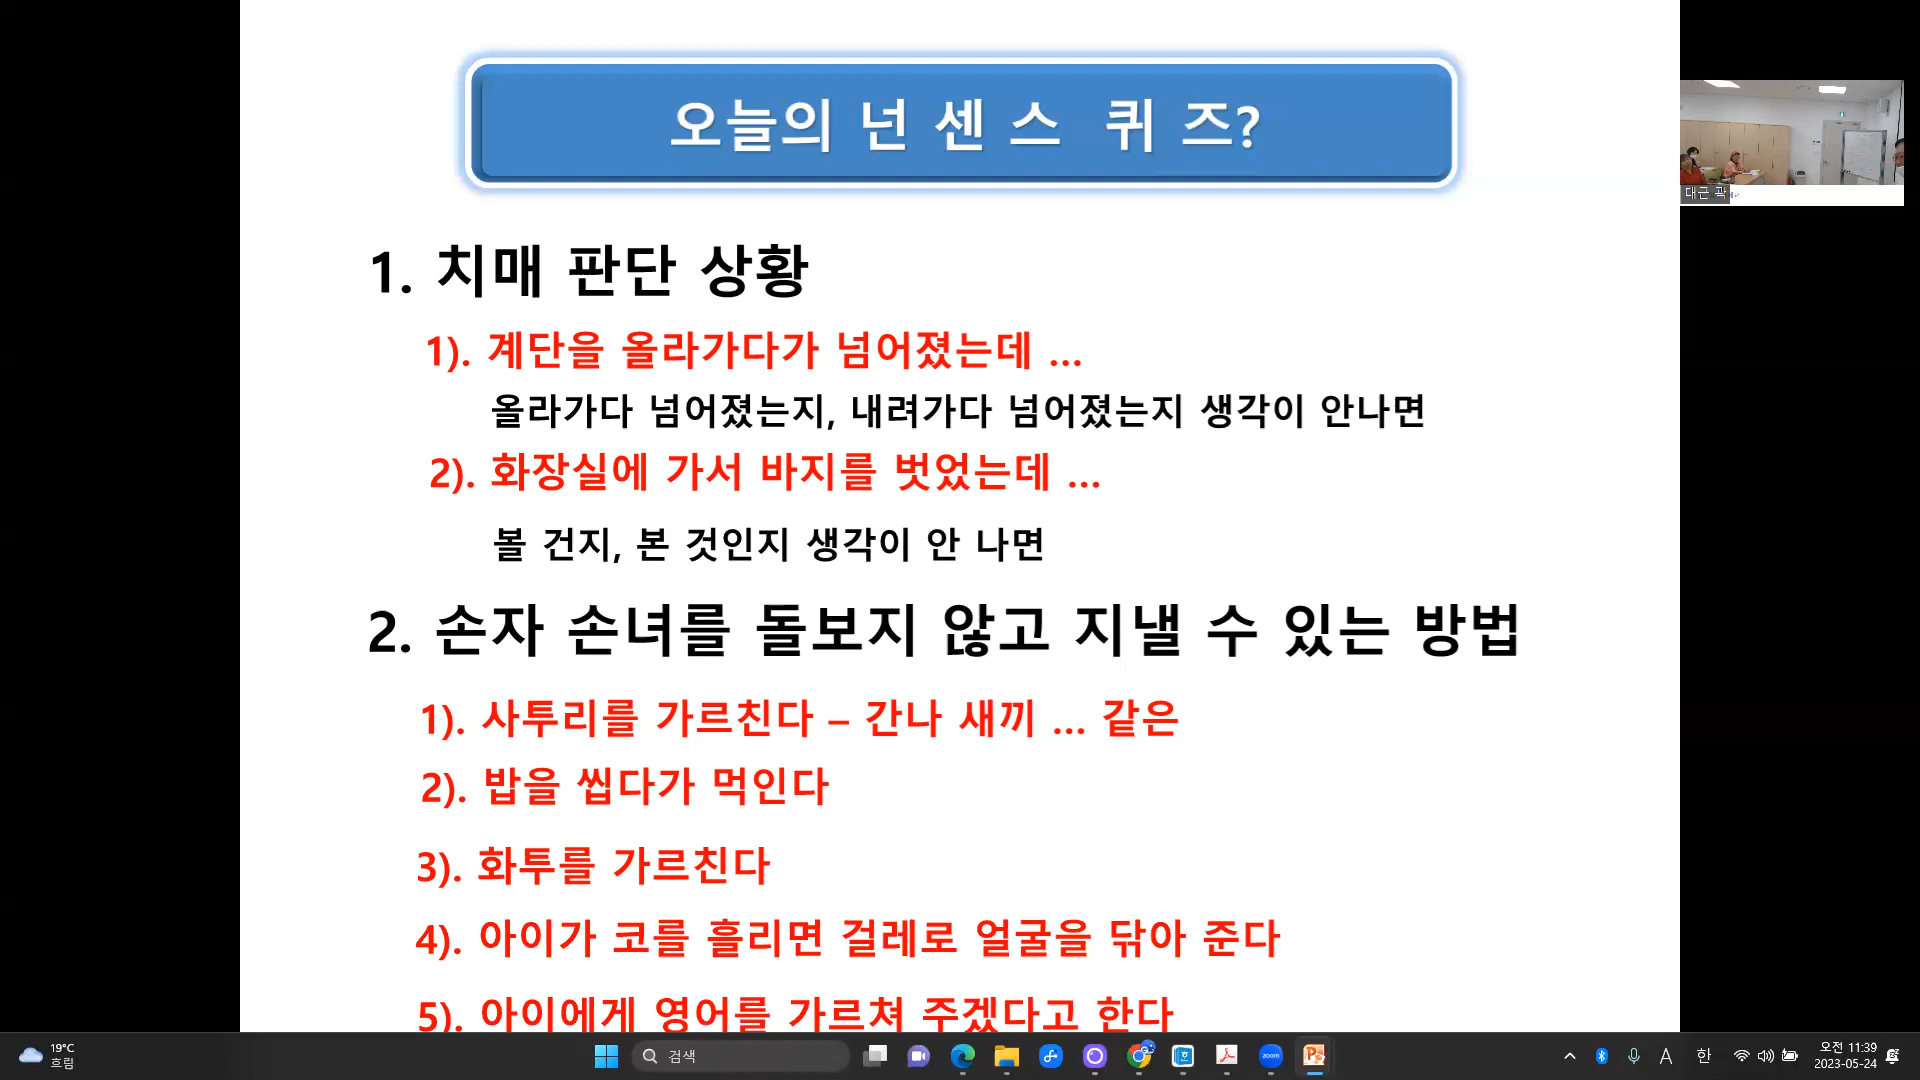 오늘의 넌 센 스 퀴 즈?
1. 치매 판단 상황
1). 계단을 올라가다가 넘어졌는데 ...
올라가다 넘어졌는지, 내려가다 넘어졌는지 생각이 안나면
2). 화장실에 가서 바지를 벗었는데 ...
볼 건지, 본 것인지 생각이 안 나면
2. 손자 손녀를 돌보지 않고 지낼 수 있는 방법
1). 사투리를 가르친다 – 간나 새끼 ... 같은
2). 밥을 씹다가 먹인다
3). 화투를 가르친다
4). 아이가 코를 흘리면 걸레로 얼굴을 닦아 준다
5). 아이에게 영어를 가르쳐 주겠다고 한다
대근 곽
19°C
흐림
검색
zoom
A
한
오전 11:39
2023-05-24